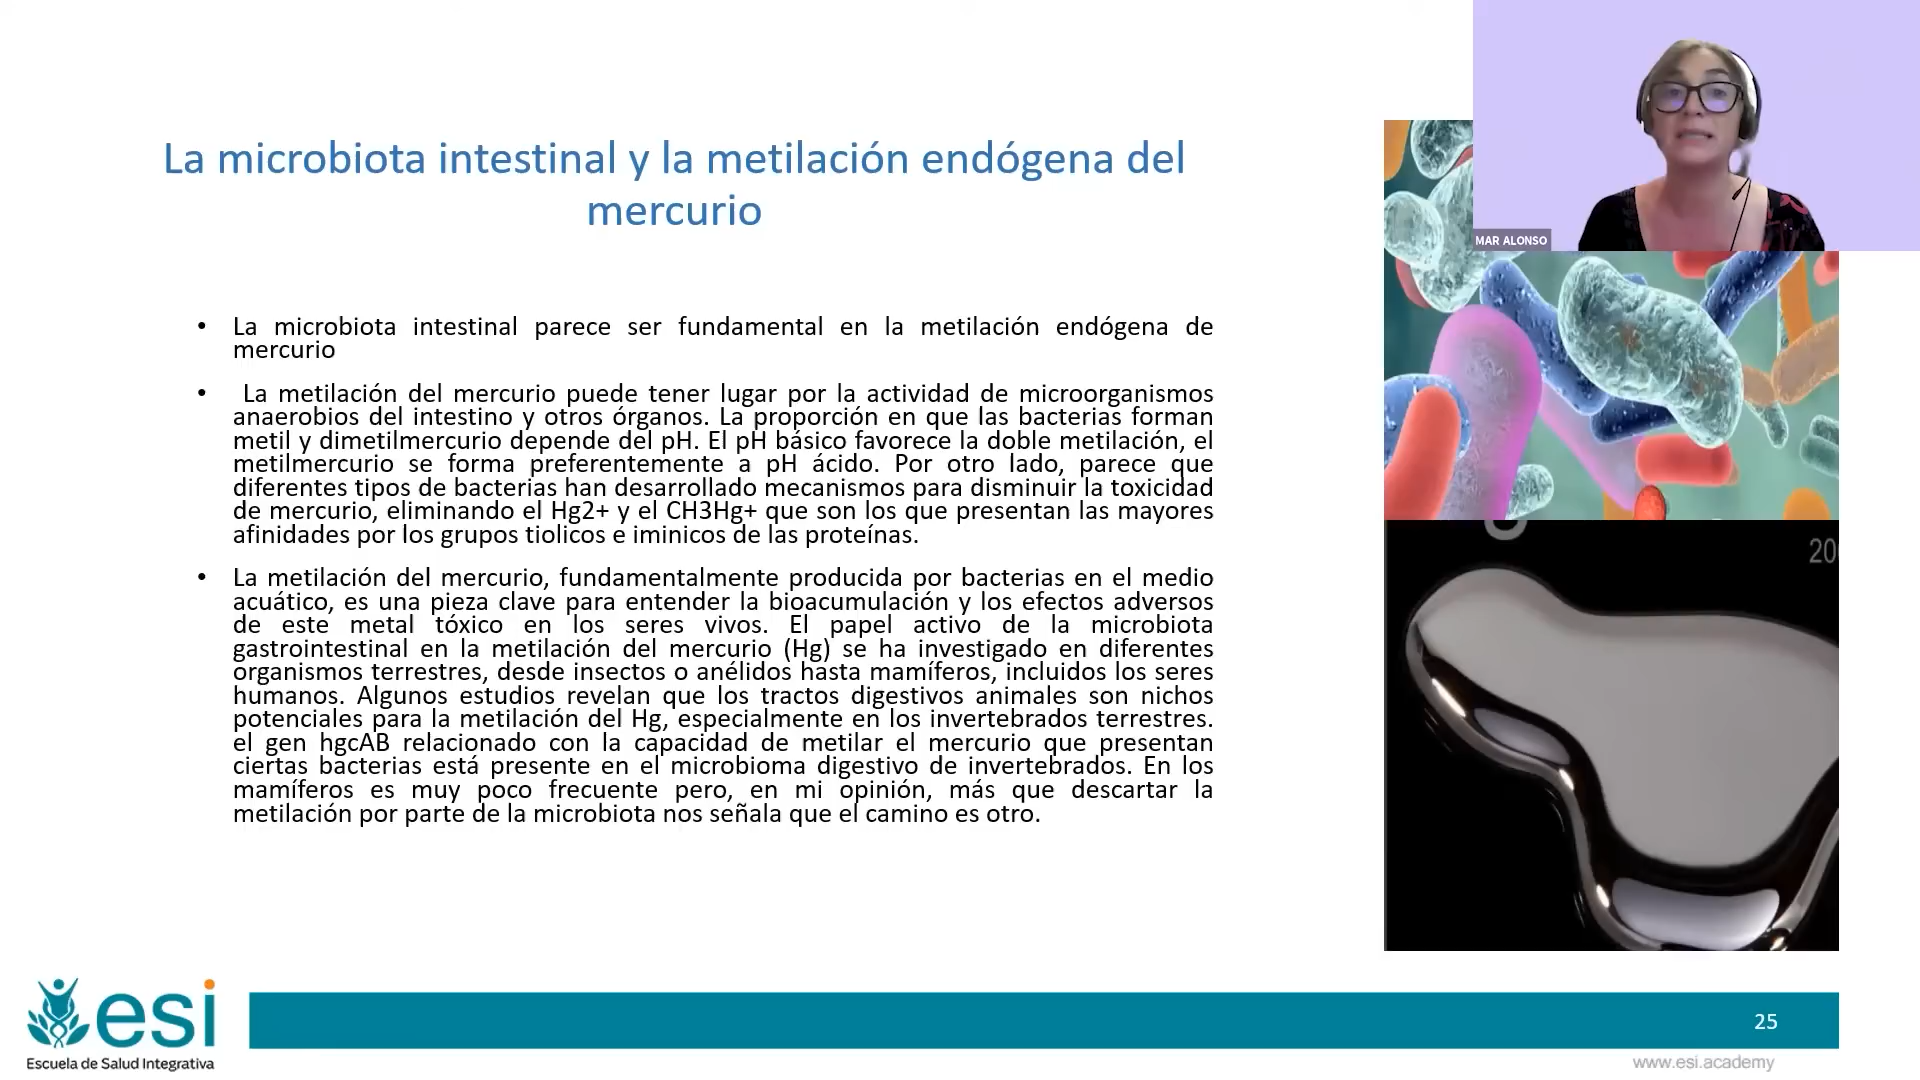 MAR ALONSO
La microbiota intestinal y la metilación endógena del
mercurio
• La microbiota intestinal parece ser fundamental en la metilación endógena de
mercurio
• La metilación del mercurio puede tener lugar por la actividad de microorganismos
anaerobios del intestino y otros órganos. La proporción en que las bacterias forman
metil y dimetilmercurio depende del pH. El pH básico favorece la doble metilación, el
metilmercurio se forma preferentemente a pH ácido. Por otro lado, parece que
diferentes tipos de bacterias han desarrollado mecanismos para disminuir la toxicidad
de mercurio, eliminando el Hg2+ y el CH3Hg+ que son los que presentan las mayores
afinidades por los grupos tiolicos e iminicos de las proteínas.
• La metilación del mercurio, fundamentalmente producida por bacterias en el medio
acuático, es una pieza clave para entender la bioacumulación y los efectos adversos
de este metal tóxico en los seres vivos. El papel activo de la microbiota
gastrointestinal en la metilación del mercurio (Hg) se ha investigado en diferentes
organismos terrestres, desde insectos o anélidos hasta mamíferos, incluidos los seres
humanos. Algunos estudios revelan que los tractos digestivos animales son nichos
potenciales para la metilación del Hg, especialmente en los invertebrados terrestres.
el gen hgcAB relacionado con la capacidad de metilar el mercurio que presentan
ciertas bacterias está presente en el microbioma digestivo de invertebrados. En los
mamíferos es muy poco frecuente pero, en mi opinión, más que descartar la
metilación por parte de la microbiota nos señala que el camino es otro.
20
esi
Escuela de Salud Integrativa
25
www.esi.academy